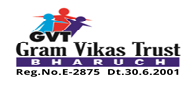 GVT
Gram Vikas Trust
BHARUCH
Reg.No.E-2875 Dt.30.6.2001